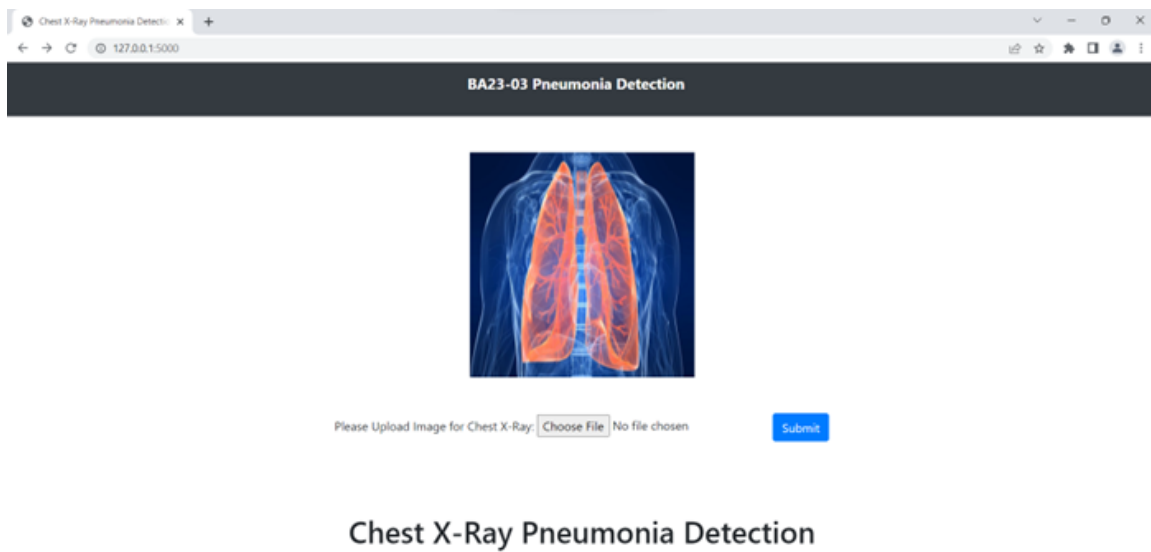 Chest X-Ray Pneumonia Detectio
127.0.0.1:5000
BA23-03 Pneumonia Detection
Please Upload Image for Chest X-Ray: Choose File No file chosen Submit
Chest X-Ray Pneumonia Detection